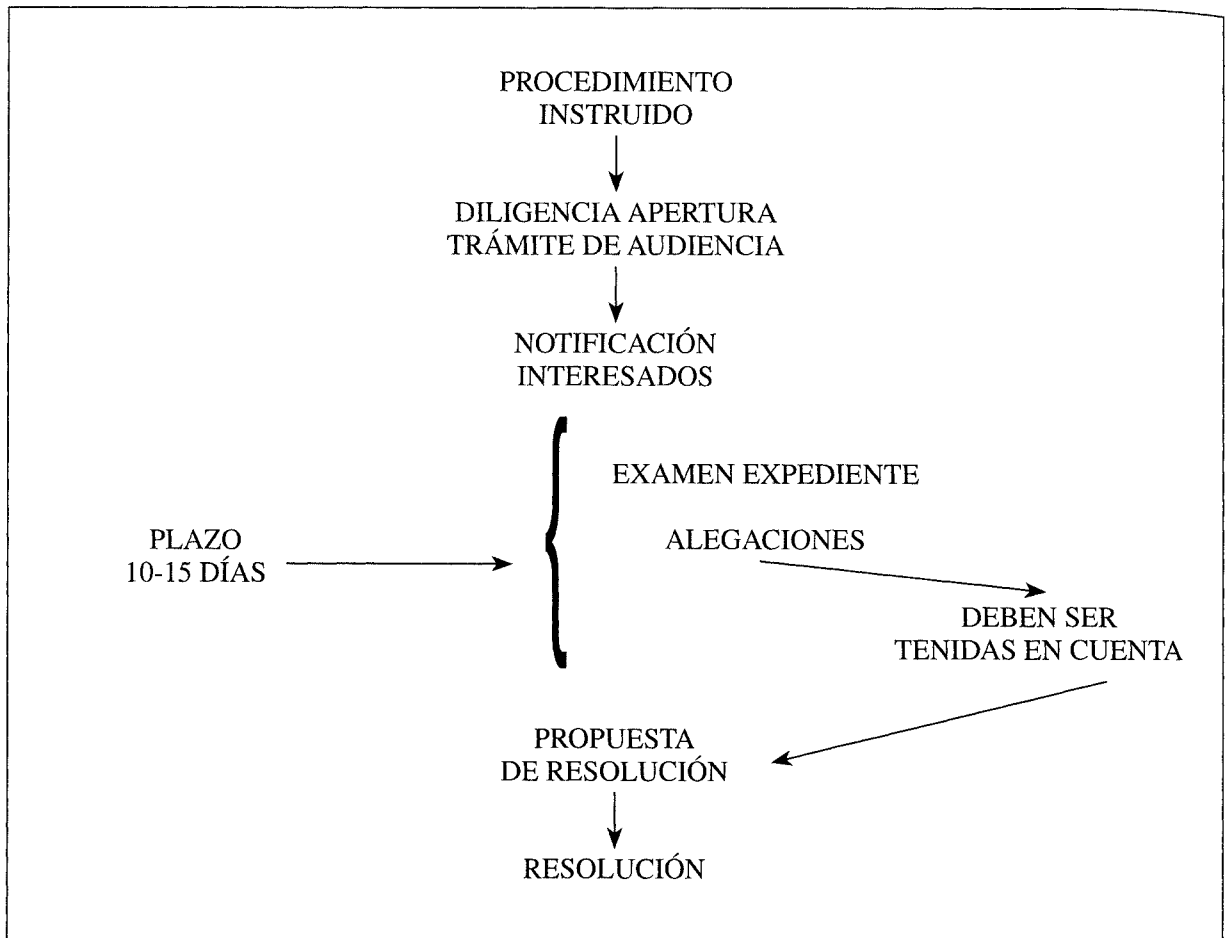 PROCEDIMIENTO
INSTRUIDO
DILIGENCIA APERTURA
TRÁMITE DE AUDIENCIA
NOTIFICACIÓN
INTERESADOS
EXAMEN EXPEDIENTE
PLAZO
10-15 DÍAS
ALEGACIONES
DEBEN SER
TENIDAS EN CUENTA
PROPUESTA
DE RESOLUCIÓN
RESOLUCIÓN